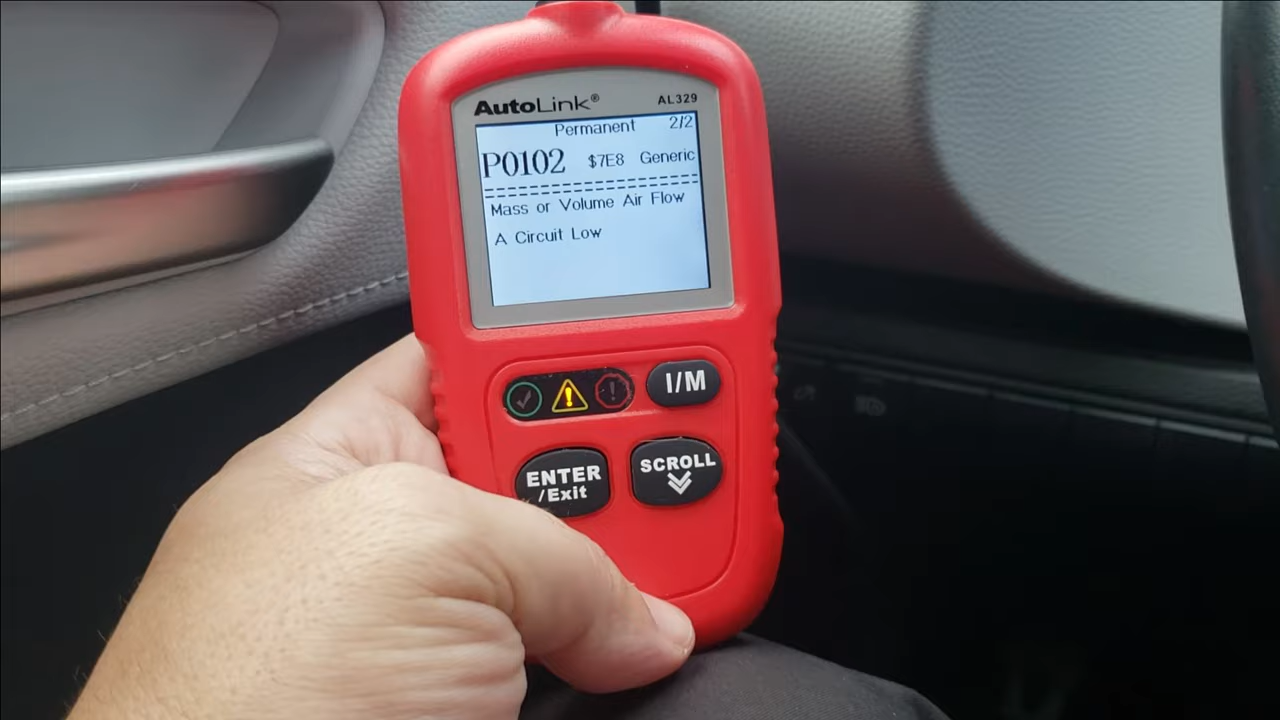 AutoLink® AL329
Permanent 2/2
P0102 $7E8 Generic
==============================
Mass or Volume Air Flow
A Circuit Low
I/M
ENTER
/Exit
SCROLL